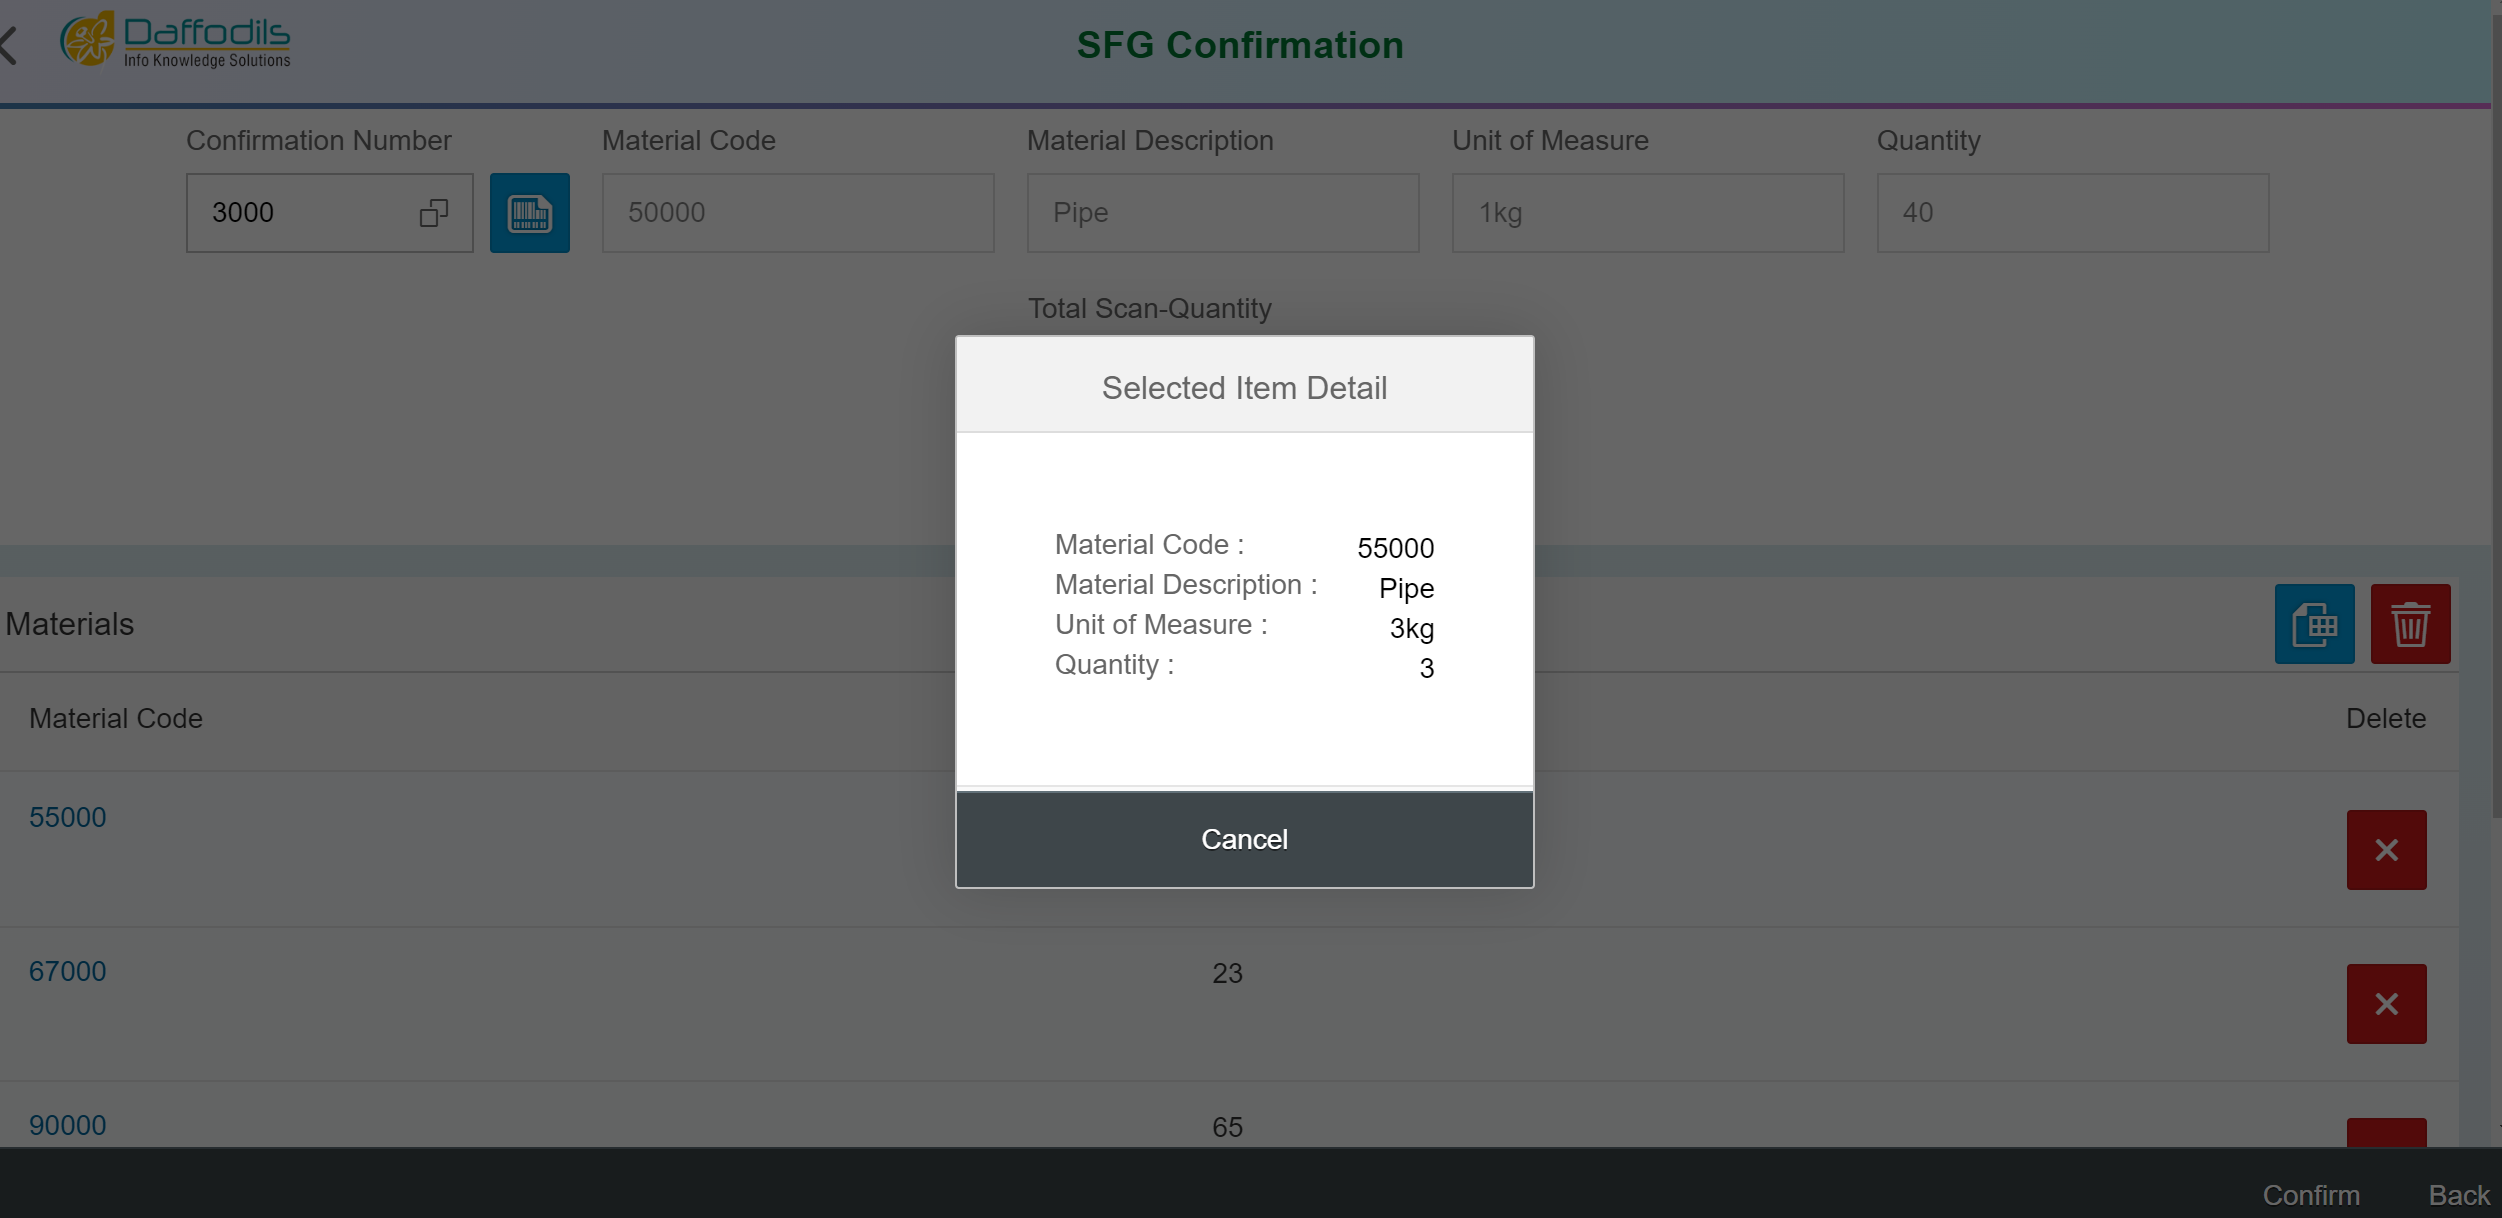 Daffodils
Info Knowledge Solutions
SFG Confirmation
Confirmation Number
Material Code
Material Description
Unit of Measure
Quantity
3000
50000
Pipe
1kg
40
Total Scan-Quantity
Selected Item Detail
Material Code : 55000
Material Description : Pipe
Unit of Measure : 3kg
Quantity : 3
Cancel
Materials
Material Code
Delete
55000
67000
23
90000
65
Confirm
Back